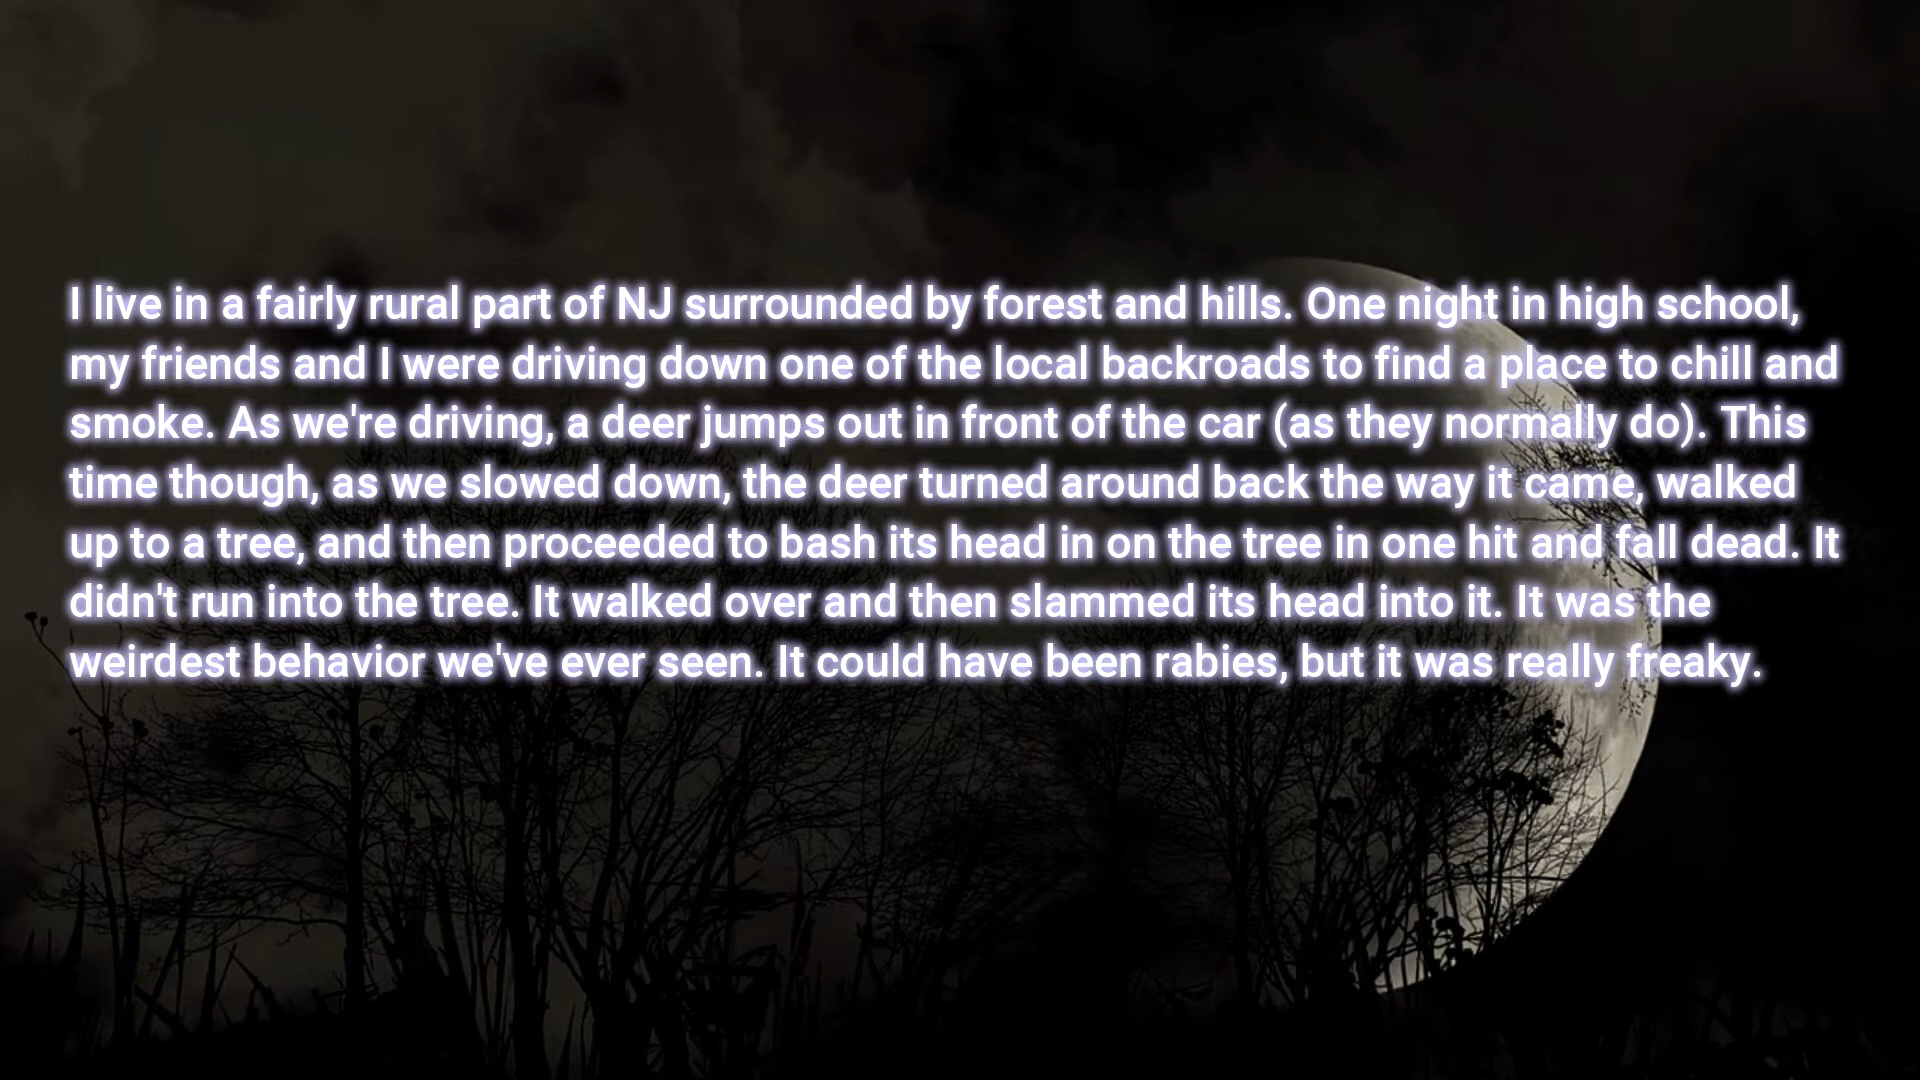 I live in a fairly rural part of NJ surrounded by forest and hills. One night in high school,
my friends and I were driving down one of the local backroads to find a place to chill and
smoke. As we're driving, a deer jumps out in front of the car (as they normally do). This
time though, as we slowed down, the deer turned around back the way it came, walked
up to a tree, and then proceeded to bash its head in on the tree in one hit and fall dead. It
didn't run into the tree. It walked over and then slammed its head into it. It was the
weirdest behavior we've ever seen. It could have been rabies, but it was really freaky.